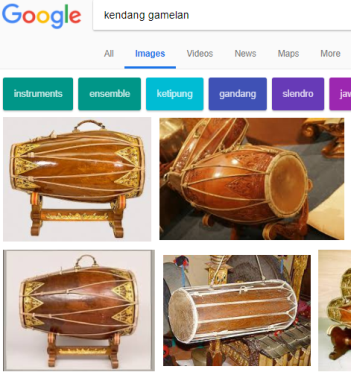 Google
kendang gamelan
All Images Videos News Maps More
instruments ensemble ketipung gandang slendro